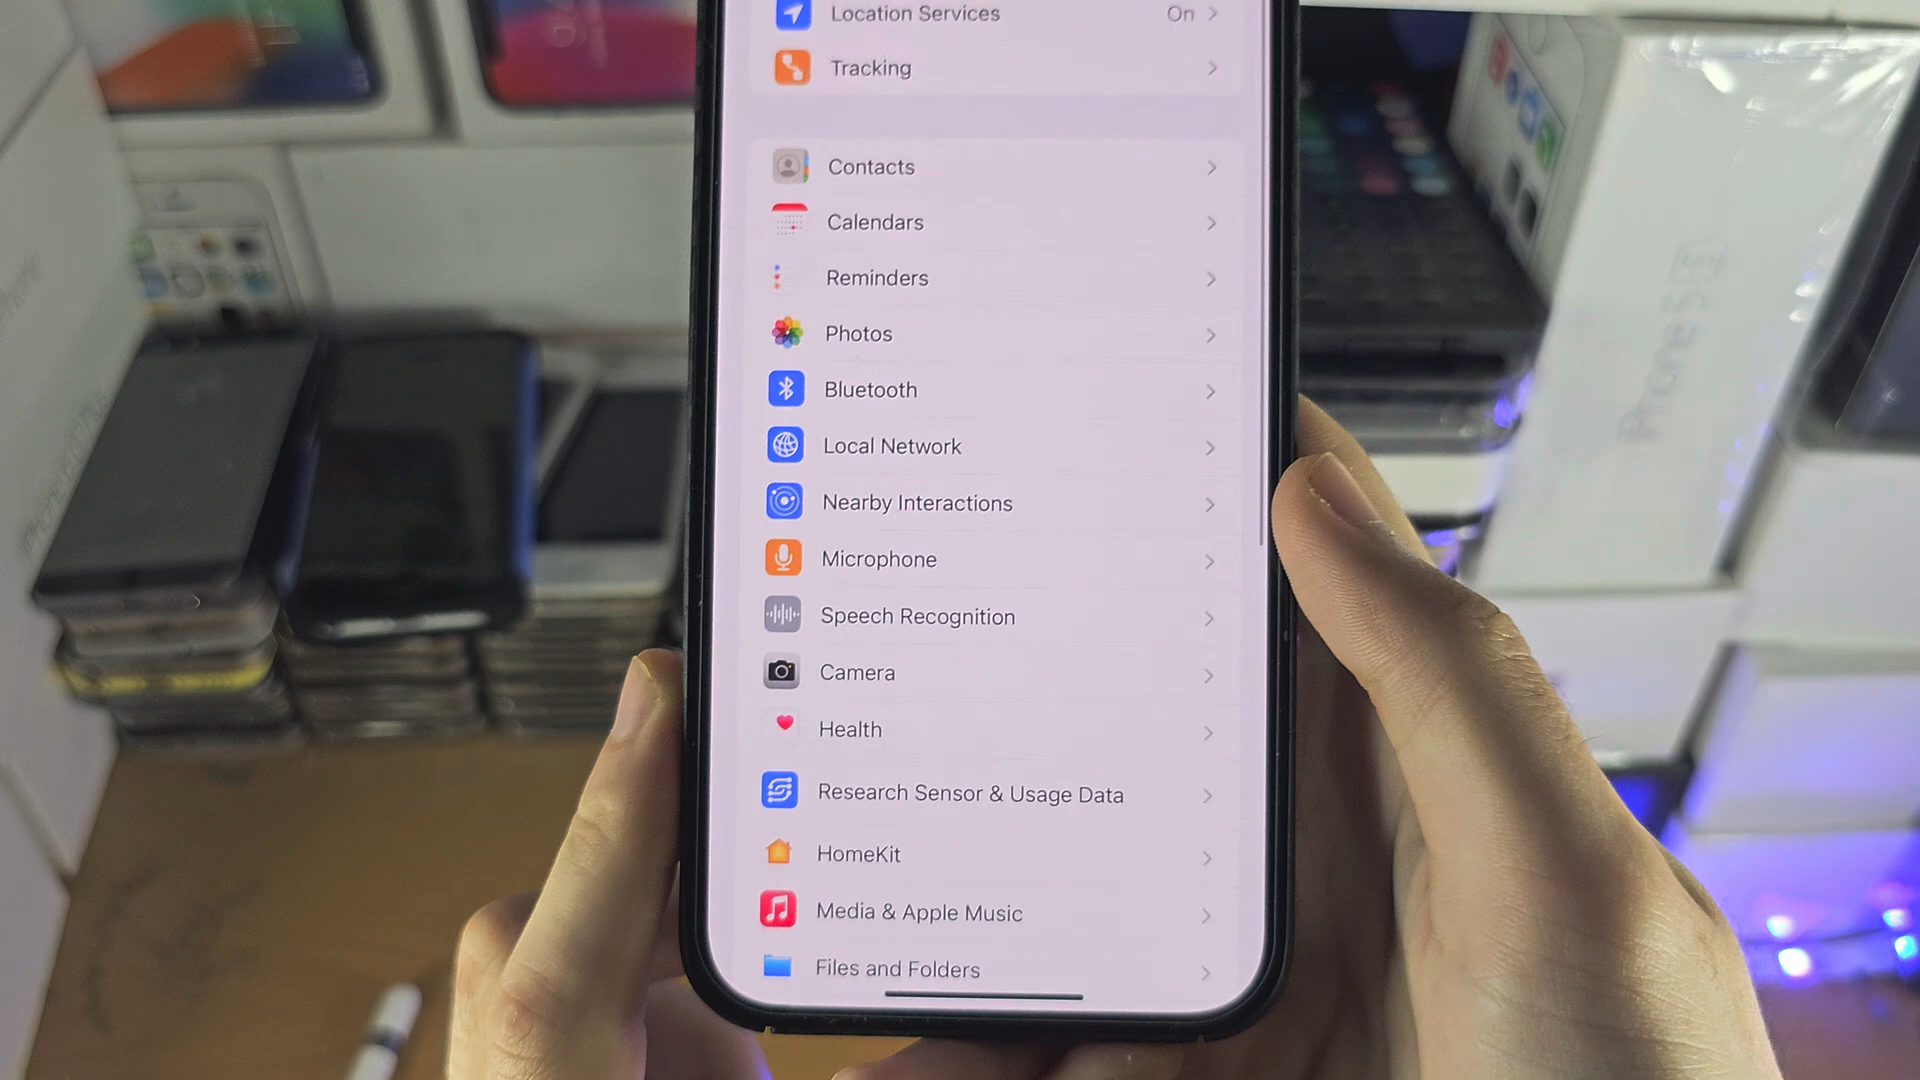 Location Services On
Tracking
Contacts
Calendars
Reminders
Photos
Bluetooth
Local Network
Nearby Interactions
Microphone
Speech Recognition
Camera
Health
Research Sensor & Usage Data
HomeKit
Media & Apple Music
Files and Folders
iPhone